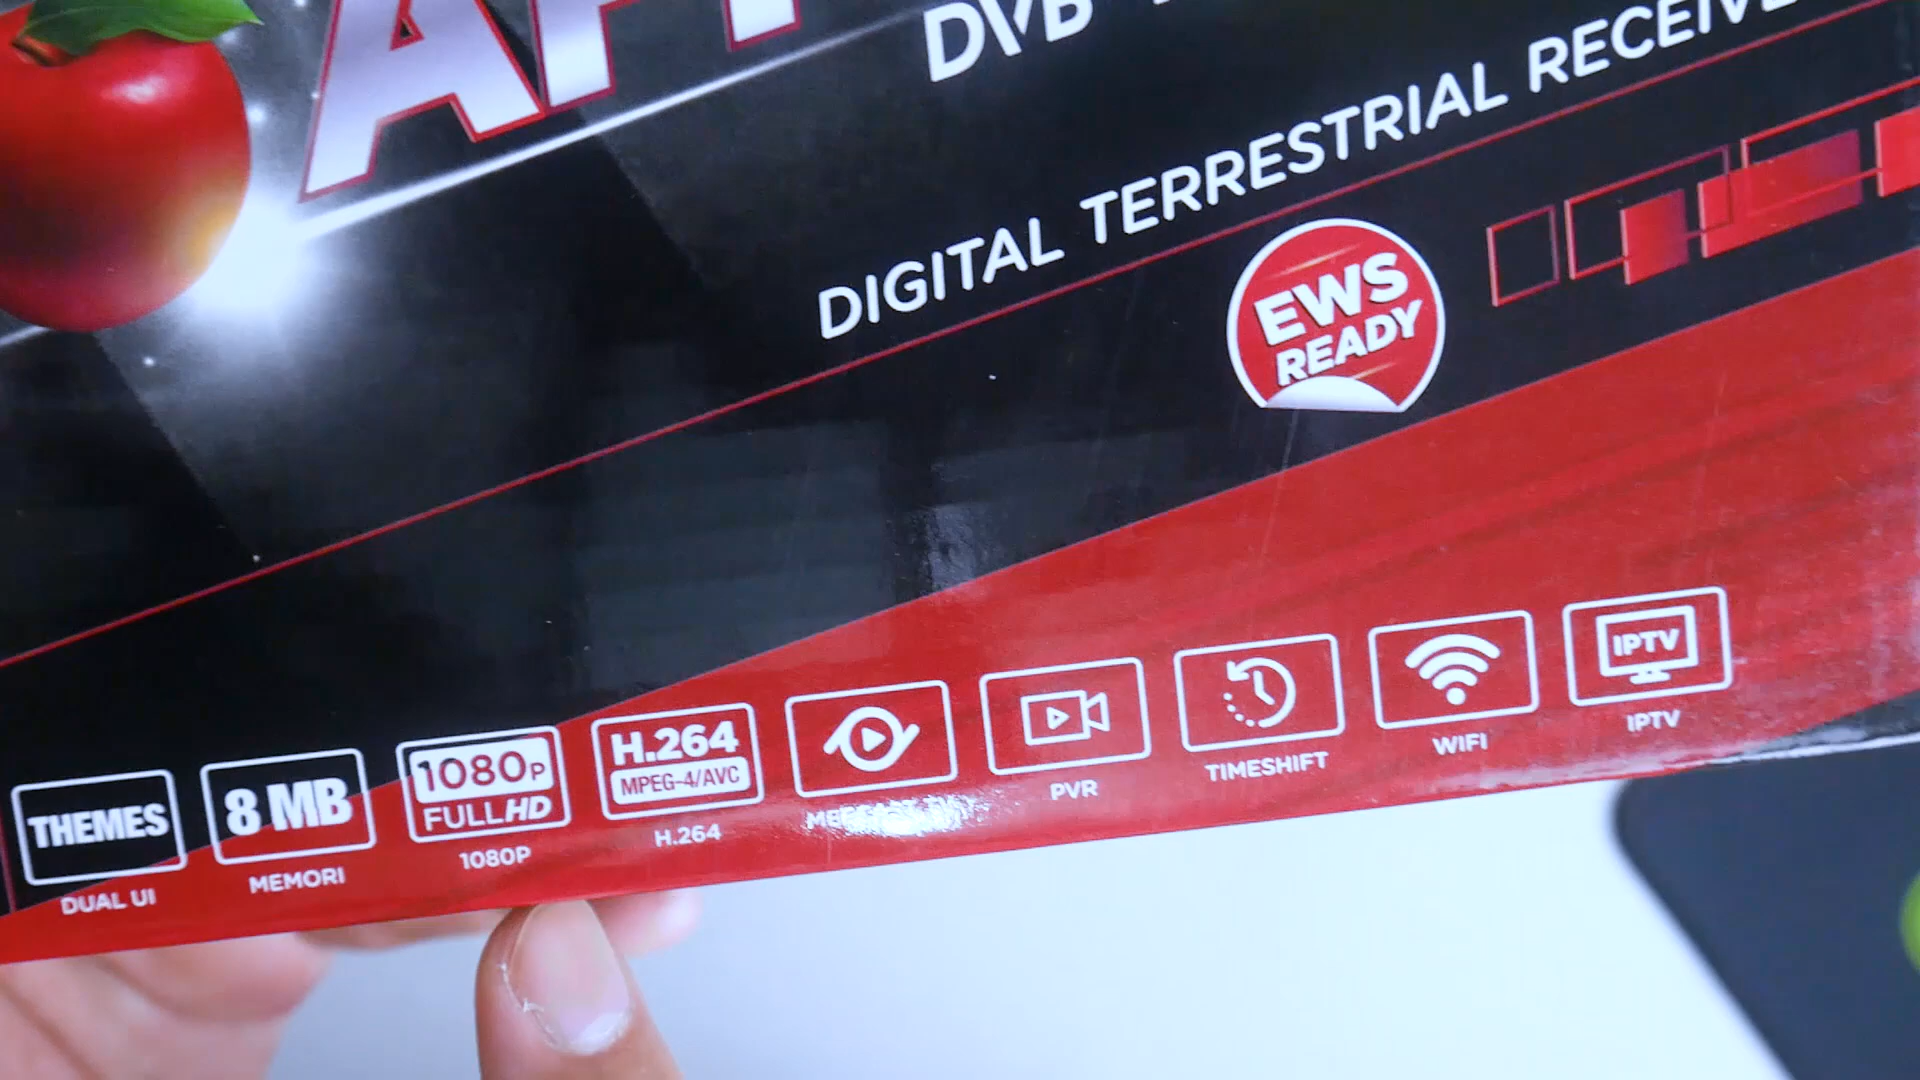 DVB
DIGITAL TERRESTRIAL
EWS
READY
THEMES
DUAL UI
8 MB
MEMORI
1080P
FULL HD
1080P
H.264
MPEG-4/AVC
H.264
PVR
TIMESHIFT
WIFI
IPTV
IPTV